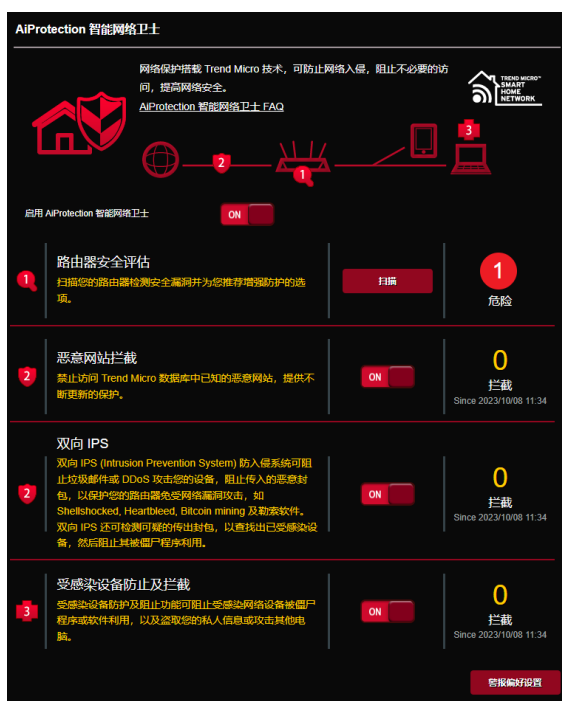 AiProtection 智能网络卫士
网络保护搭载 Trend Micro 技术，可防止网络入侵，阻止不必要的访
问，提高网络安全。
AiProtection 智能网络卫士 FAQ
TREND MICRO™
SMART
HOME
NETWORK
3
2
1
启用 AiProtection 智能网络卫士
ON
1
路由器安全评估
扫描您的路由器检测安全漏洞并为您推荐增强防护的选
项。
扫描
1
危险
2
恶意网站拦截
禁止访问 Trend Micro 数据库中已知的恶意网站，提供不
断更新的保护。
ON
0
拦截
Since 2023/10/08 11:34
2
双向 IPS
双向 IPS (Intrusion Prevention System) 防入侵系统可阻
止垃圾邮件或 DDoS 攻击您的设备，阻止传入的恶意封
包，以保护您的路由器免受网络漏洞攻击，如
Shellshocked, Heartbleed, Bitcoin mining 及勒索软件。
双向 IPS 还可检测可疑的传出封包，以查找出已受感染设
备，然后阻止其被僵尸程序利用。
ON
0
拦截
Since 2023/10/08 11:34
3
受感染设备防止及拦截
受感染设备防护及阻止功能可阻止受感染网络设备被僵尸
程序或软件利用，以及盗取您的私人信息或攻击其他电
脑。
ON
0
拦截
Since 2023/10/08 11:34
警报偏好设置